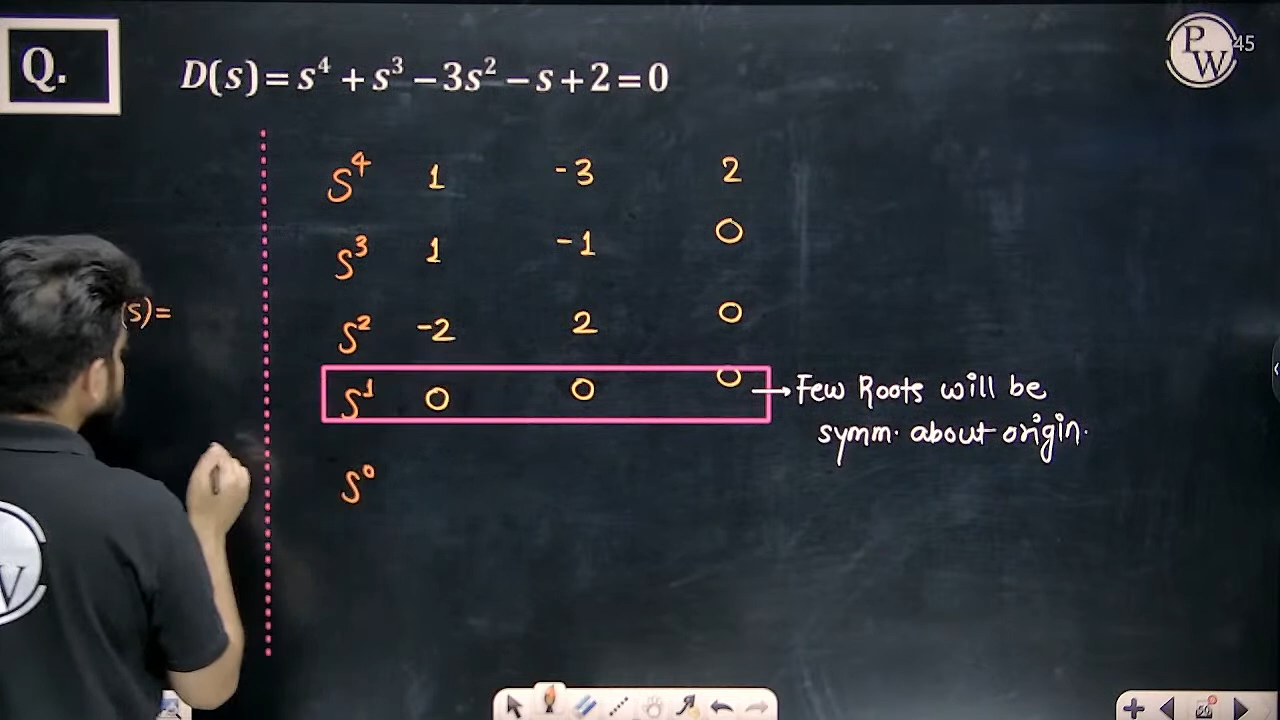 Q.
D(s) = s⁴ + s³ − 3s² − s + 2 = 0
PW
45
S⁴ 1 -3 2
S³ 1 -1 0
(s) =
S² -2 2 0
S¹ 0 0 0 → Few Roots will be
symm. about origin.
S⁰
W